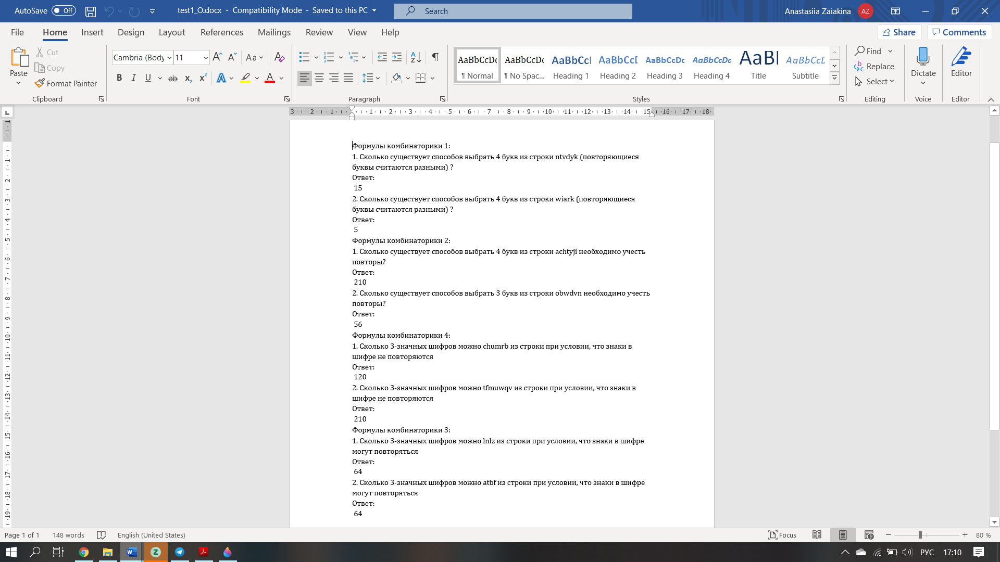 AutoSave Off test1_O.docx - Compatibility Mode - Saved to this PC Search Anastasiia Zaiakina AZ
File Home Insert Design Layout References Mailings Review View Help Share Comments
Paste Cut Copy Format Painter Clipboard
Cambria (Body 11 Aa Font
Paragraph
AaBbCcDc AaBbCcDc AaBbCcI AaBbCcI AaBbCcDc AaBbCcDa AaBI AaBbCcD
¶ Normal ¶ No Spac... Heading 1 Heading 2 Heading 3 Heading 4 Title Subtitle
Styles
Find Replace Select Editing
Dictate Voice
Editor Editor
3 2 1 1 2 3 4 5 6 7 8 9 10 11 12 13 14 15 16 17 18
Формулы комбинаторики 1:
1. Сколько существует способов выбрать 4 букв из строки ntvdyk (повторяющиеся
буквы считаются разными) ?
Ответ:
15
2. Сколько существует способов выбрать 4 букв из строки wiark (повторяющиеся
буквы считаются разными) ?
Ответ:
5
Формулы комбинаторики 2:
1. Сколько существует способов выбрать 4 букв из строки achtyji необходимо учесть
повторы?
Ответ:
210
2. Сколько существует способов выбрать 3 букв из строки obwdvn необходимо учесть
повторы?
Ответ:
56
Формулы комбинаторики 4:
1. Сколько 3-значных шифров можно chumrb из строки при условии, что знаки в
шифре не повторяются
Ответ:
120
2. Сколько 3-значных шифров можно tfmuwqv из строки при условии, что знаки в
шифре не повторяются
Ответ:
210
Формулы комбинаторики 3:
1. Сколько 3-значных шифров можно lnlz из строки при условии, что знаки в шифре
могут повторяться
Ответ:
64
2. Сколько 3-значных шифров можно atbf из строки при условии, что знаки в шифре
могут повторяться
Ответ:
64
Page 1 of 1 148 words English (United States) Focus 80 %
РУС 17:10